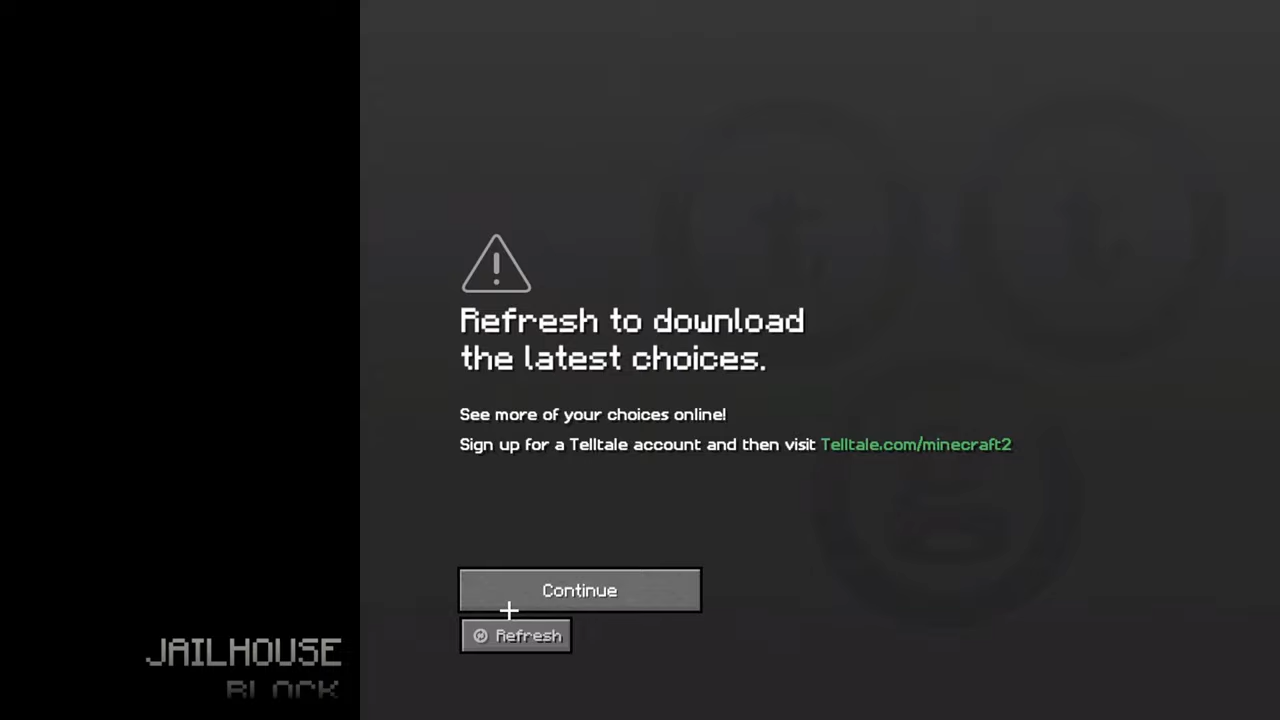 Refresh to download
the latest choices.
See more of your choices online!
Sign up for a Telltale account and then visit Telltale.com/minecraft2
Continue
Refresh
JAILHOUSE
BLOCK